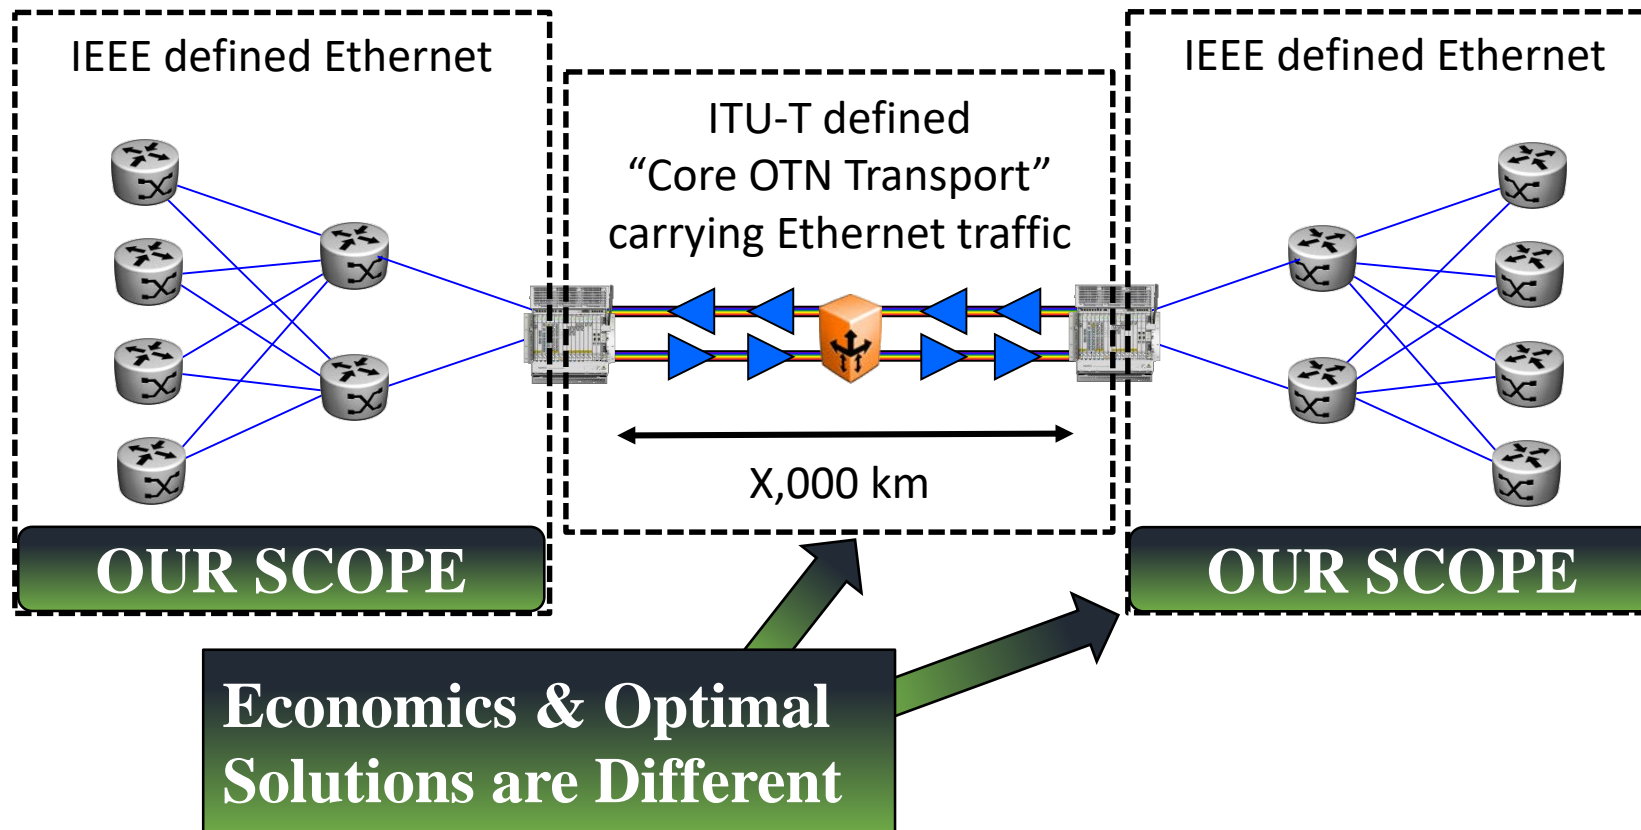 IEEE defined Ethernet
ITU-T defined
“Core OTN Transport”
carrying Ethernet traffic
X,000 km
IEEE defined Ethernet
OUR SCOPE
OUR SCOPE
Economics & Optimal
Solutions are Different